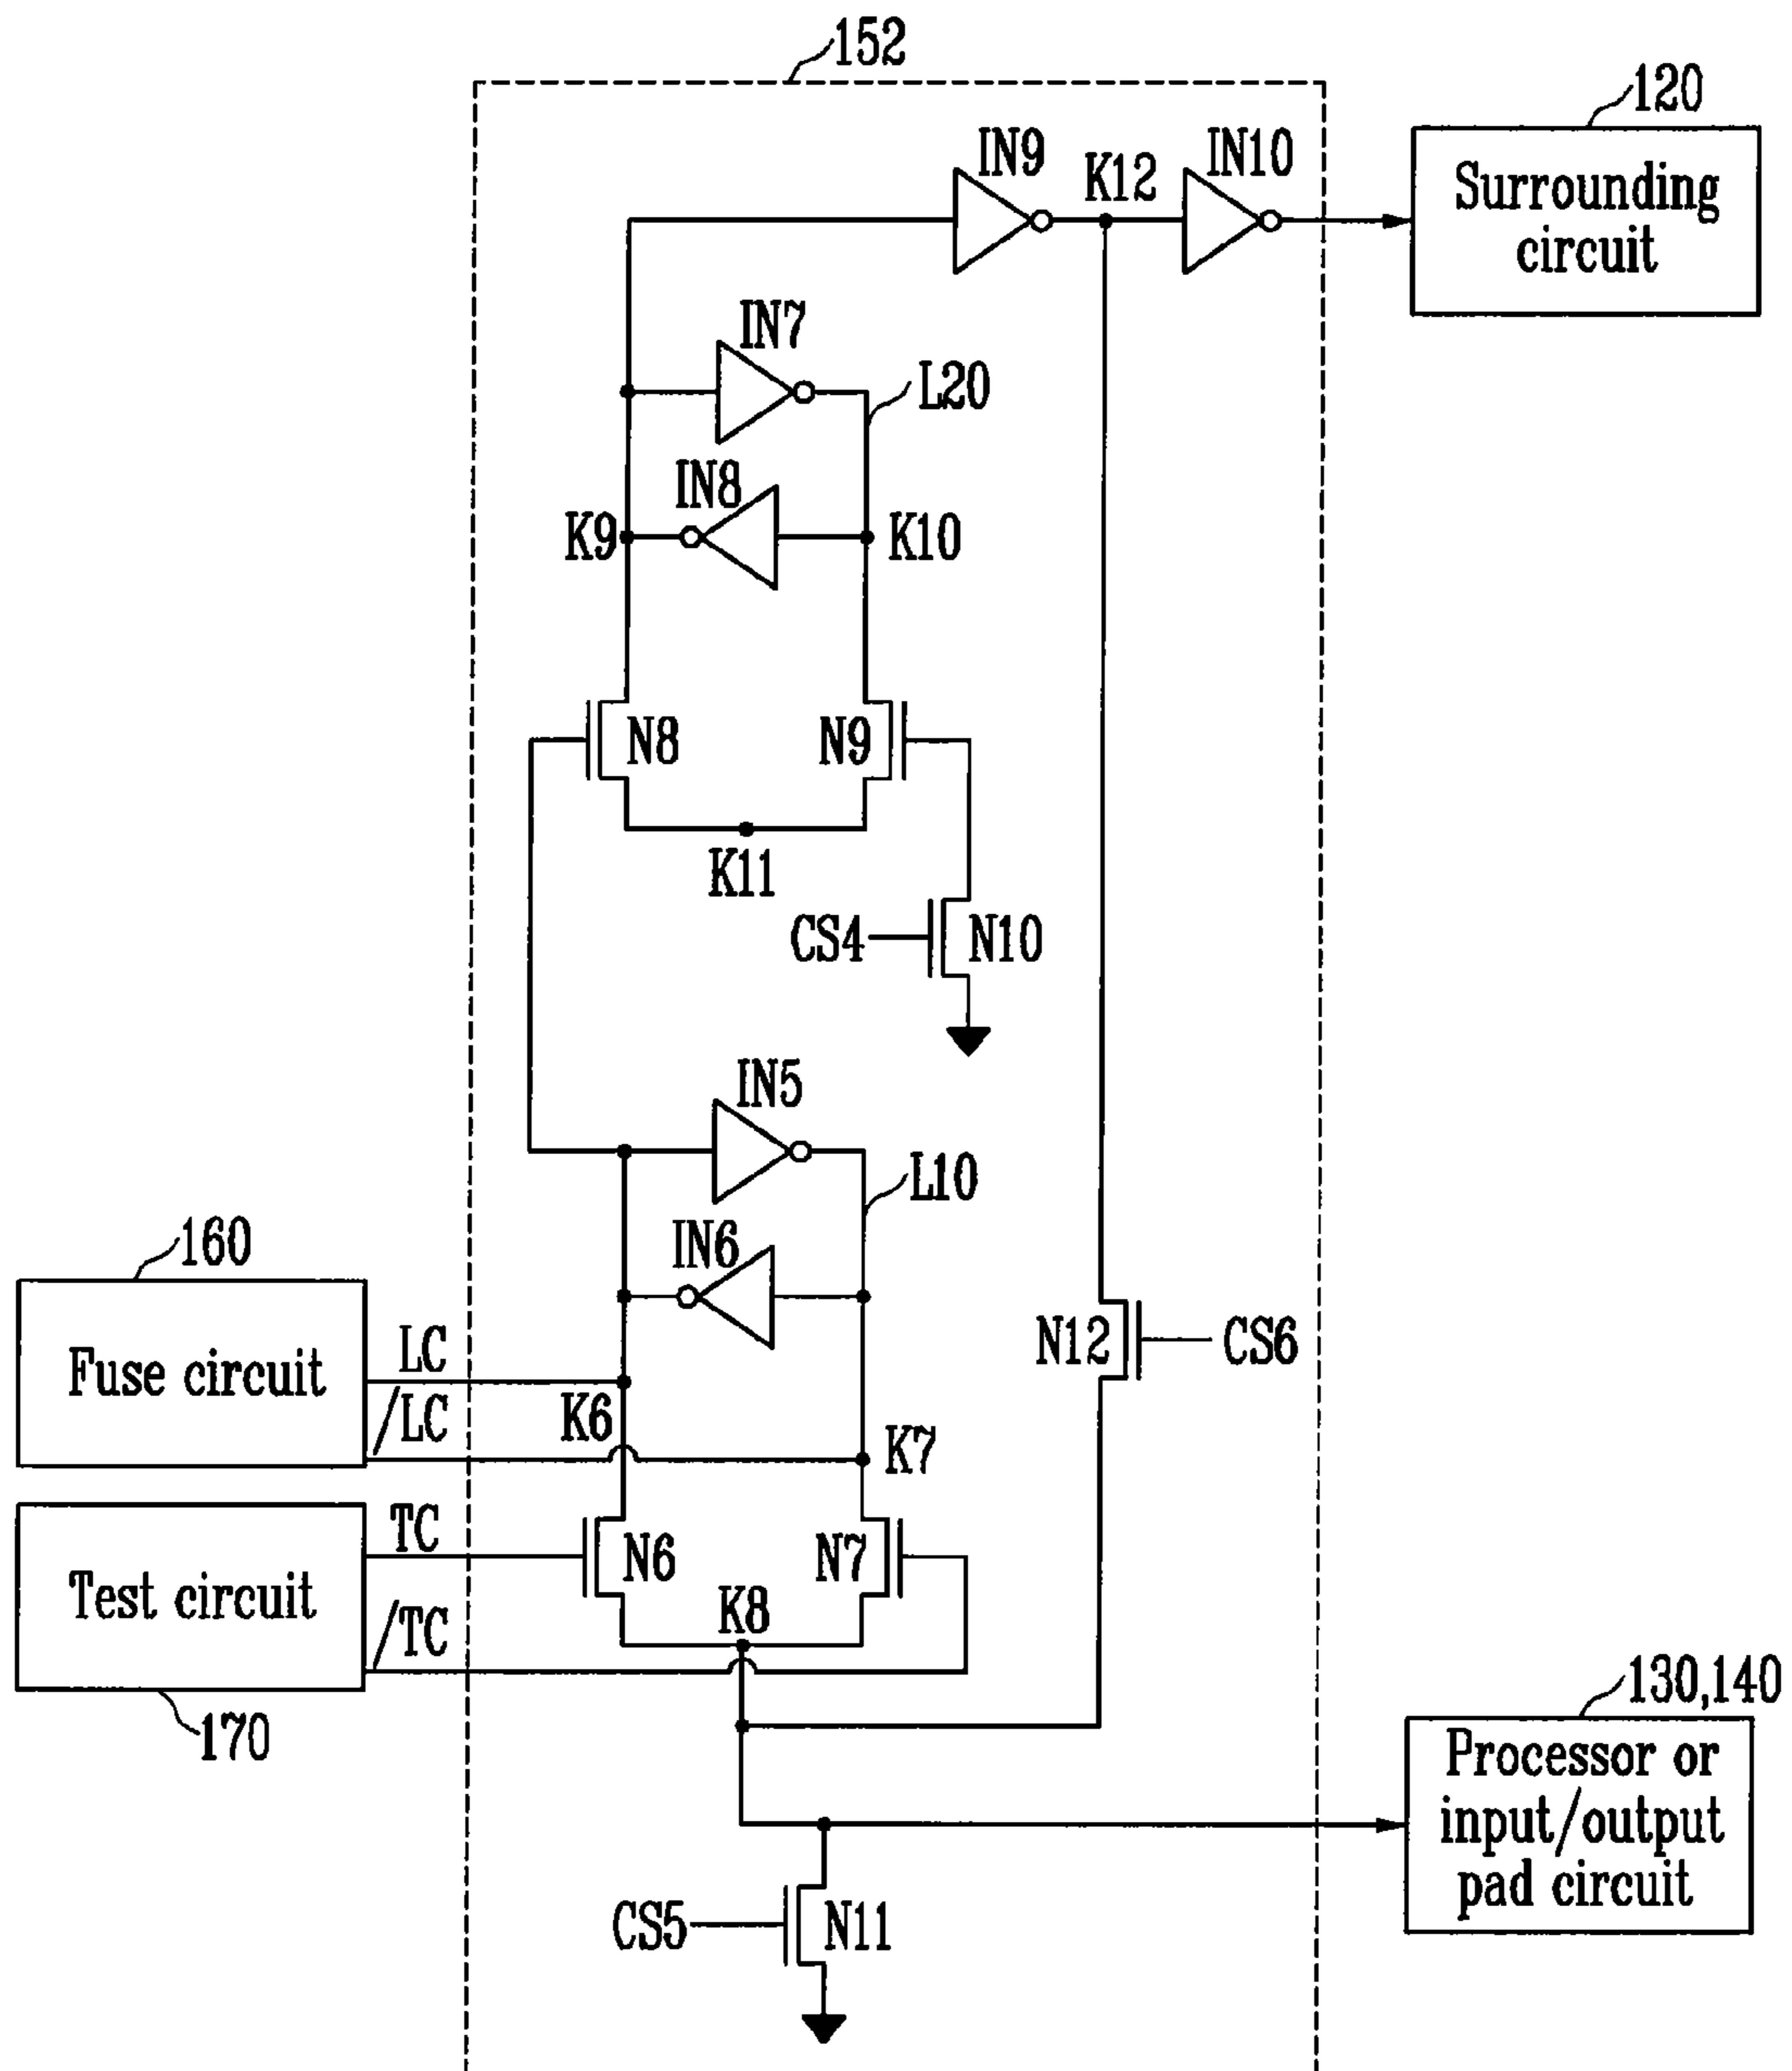 152
120
IN9
K12
IN10
Surrounding
circuit
IN7
L20
IN8
K9
K10
N8
N9
K11
CS4
N10
IN5
L10
160
IN6
Fuse circuit
LC
/LC
K6
K7
N12
CS6
Test circuit
TC
/TC
N6
N7
K8
170
130,140
Processor or
input/output
pad circuit
CS5
N11